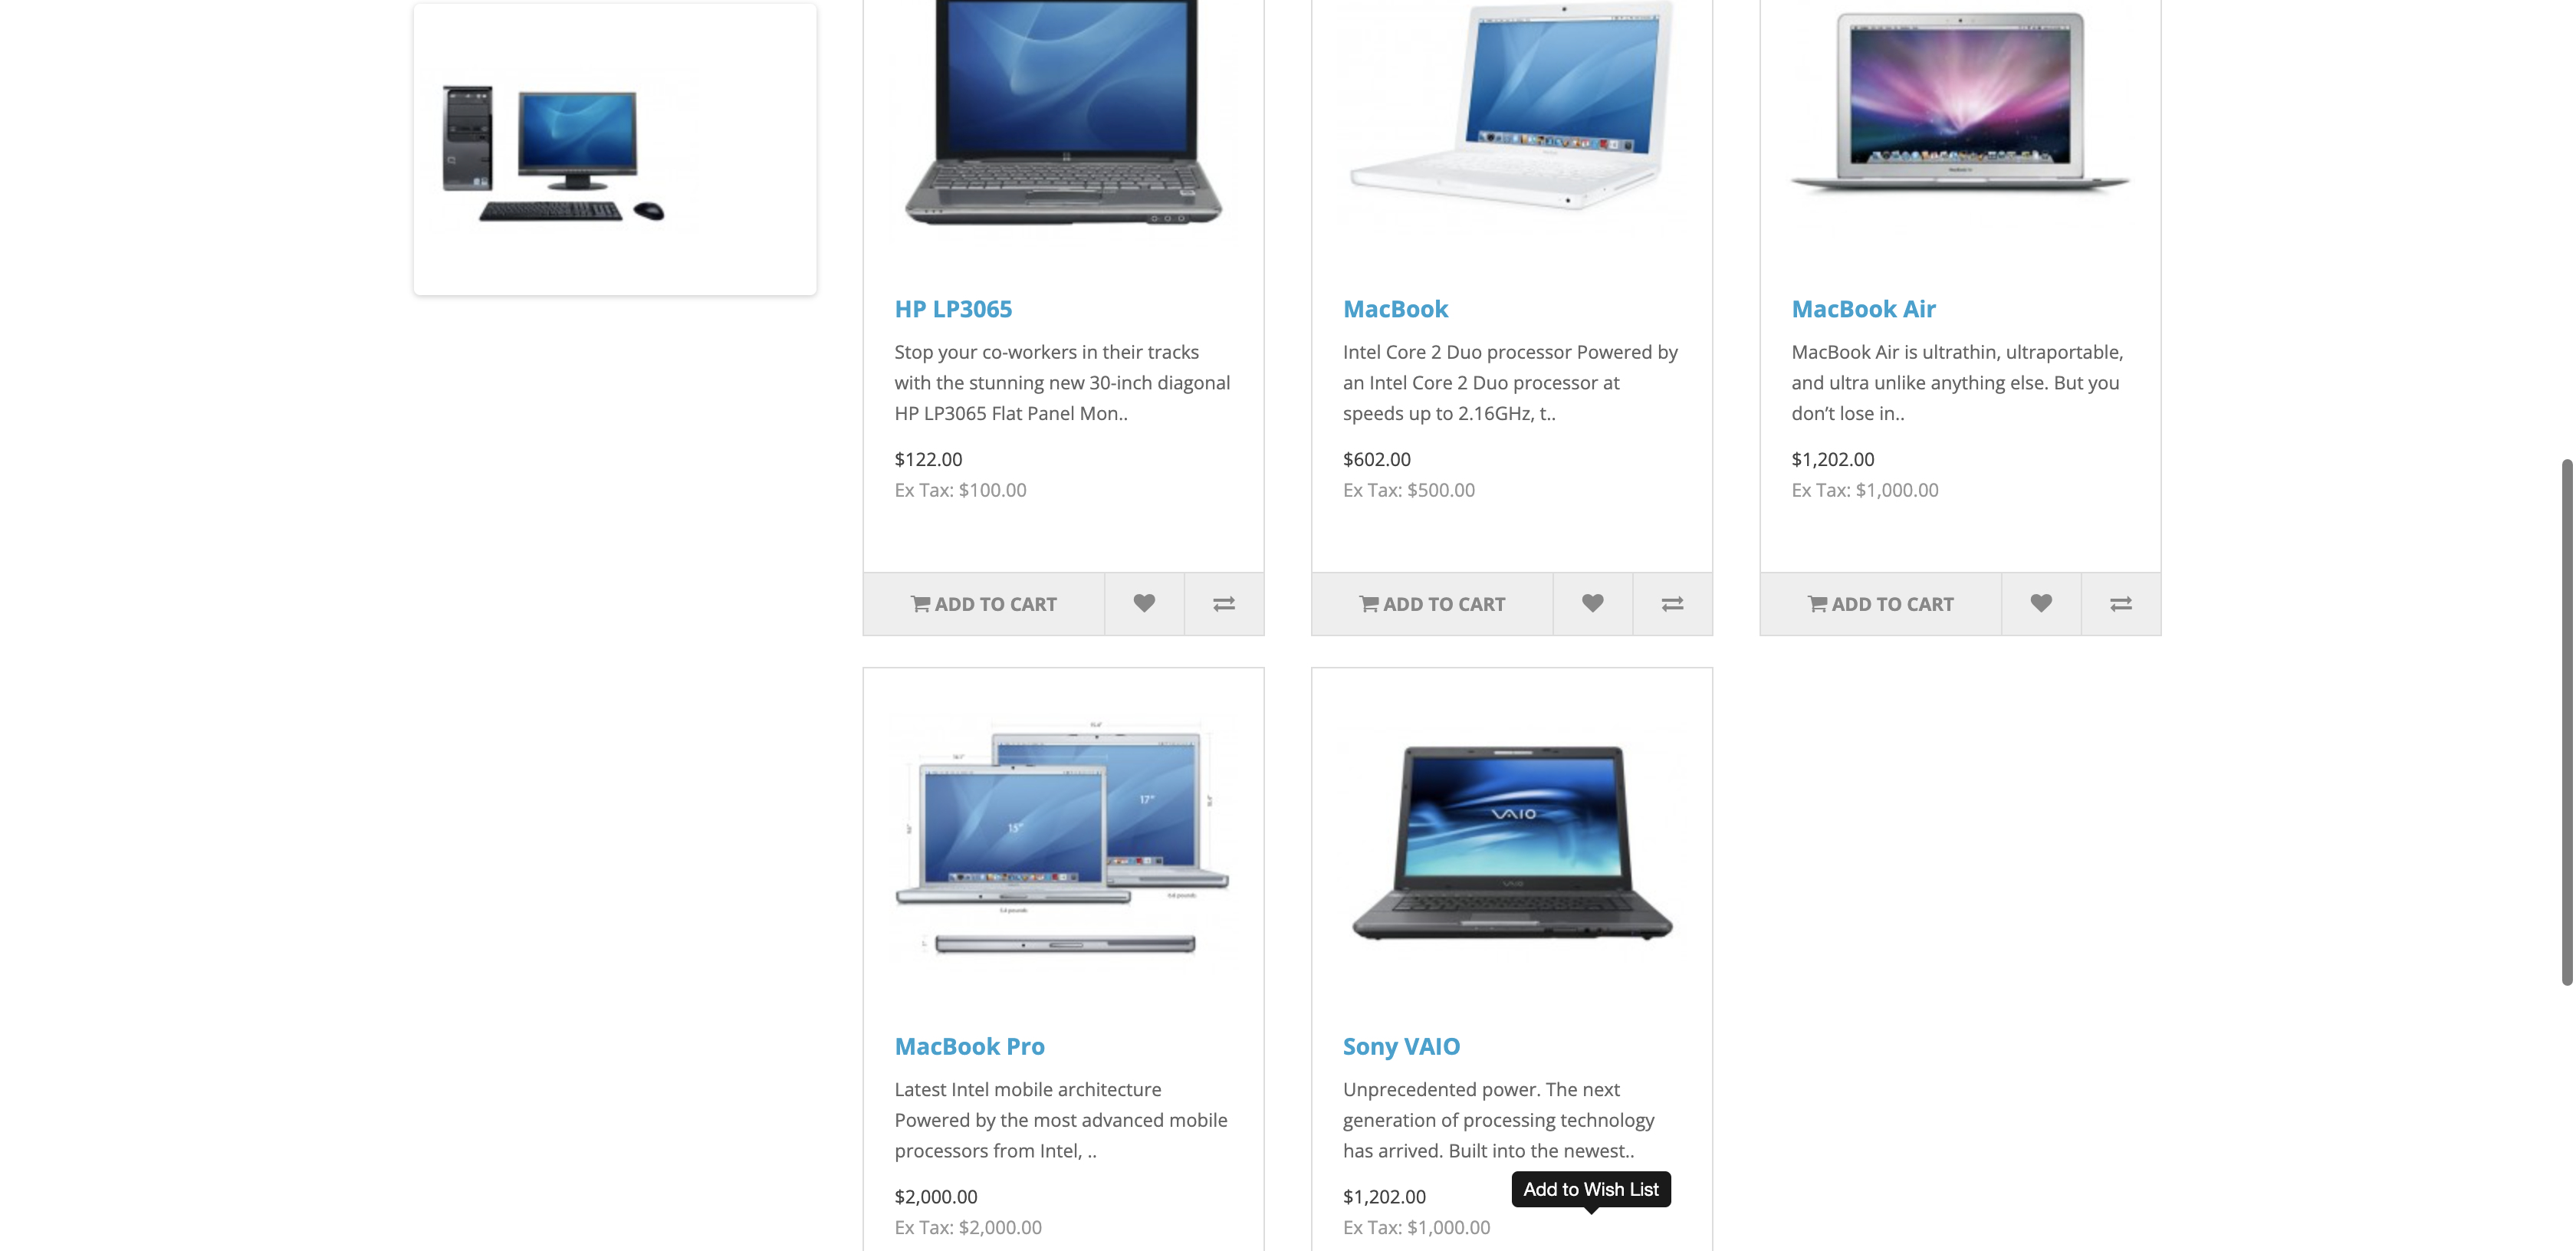 HP LP3065
Stop your co-workers in their tracks
with the stunning new 30-inch diagonal
HP LP3065 Flat Panel Mon..
$122.00
Ex Tax: $100.00
ADD TO CART
MacBook
Intel Core 2 Duo processor Powered by
an Intel Core 2 Duo processor at
speeds up to 2.16GHz, t..
$602.00
Ex Tax: $500.00
ADD TO CART
MacBook Air
MacBook Air is ultrathin, ultraportable,
and ultra unlike anything else. But you
don’t lose in..
$1,202.00
Ex Tax: $1,000.00
ADD TO CART
15"
17"
MacBook Pro
Latest Intel mobile architecture
Powered by the most advanced mobile
processors from Intel, ..
$2,000.00
Ex Tax: $2,000.00
VAIO
VAIO
Sony VAIO
Unprecedented power. The next
generation of processing technology
has arrived. Built into the newest..
Add to Wish List
$1,202.00
Ex Tax: $1,000.00